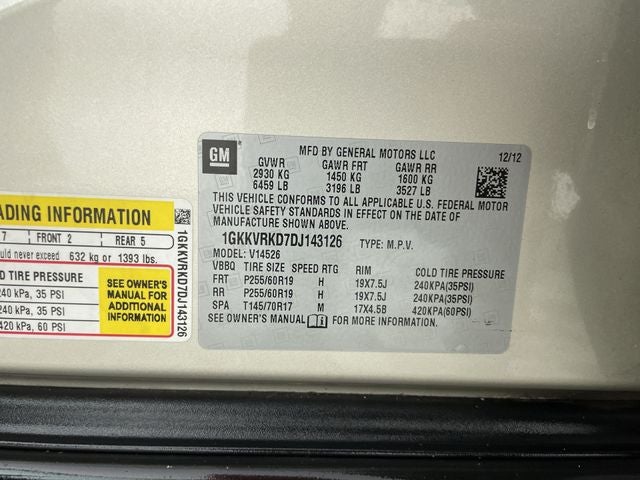 GM
MFD BY GENERAL MOTORS LLC 12/12
GVWR GAWR FRT GAWR RR
2930 KG 1450 KG 1600 KG
6459 LB 3196 LB 3527 LB
THIS VEHICLE CONFORMS TO ALL APPLICABLE U.S. FEDERAL MOTOR
VEHICLE SAFETY STANDARDS IN EFFECT ON THE DATE OF
MANUFACTURE SHOWN ABOVE.
1GKKVRKD7DJ143126 TYPE: M.P.V.
MODEL: V14526
VBBQ TIRE SIZE SPEED RTG RIM COLD TIRE PRESSURE
FRT P255/60R19 H 19X7.5J 240KPA(35PSI)
RR P255/60R19 H 19X7.5J 240KPA(35PSI)
SPA T145/70R17 M 17X4.5B 420KPA(60PSI)
SEE OWNER'S MANUAL FOR MORE INFORMATION.
ADING INFORMATION
7 FRONT 2 REAR 5
ould never exceed 632 kg or 1393 lbs.
D TIRE PRESSURE
240 kPa, 35 PSI
240 kPa, 35 PSI
420 kPa, 60 PSI
SEE OWNER'S
MANUAL FOR
ADDITIONAL
INFORMATION
1GKKVRKD7DJ143126